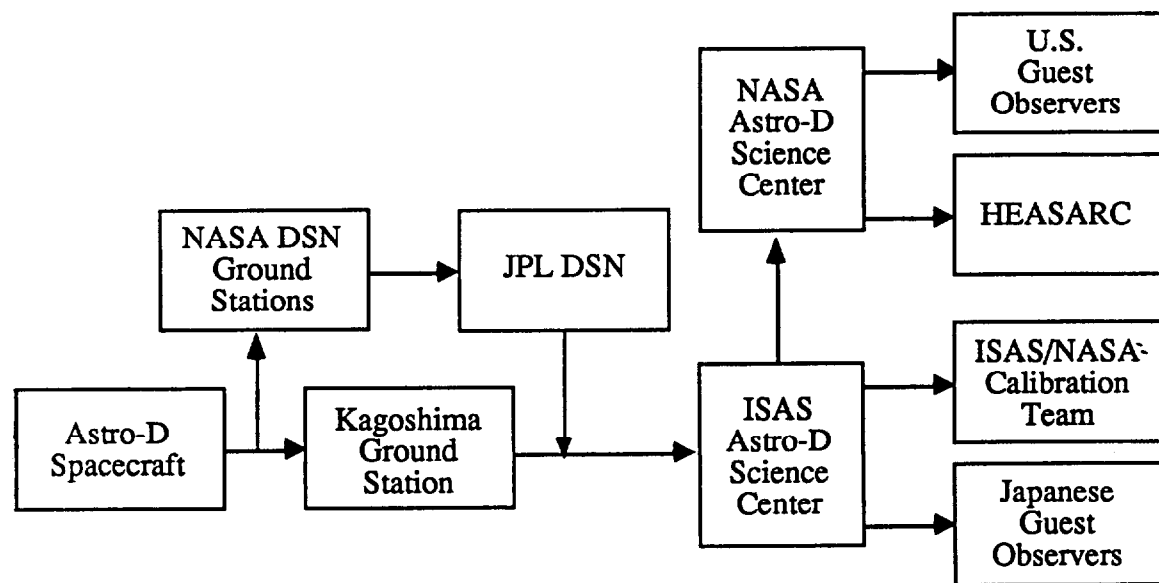 U.S.
Guest
Observers
NASA
Astro-D
Science
Center
HEASARC
NASA DSN
Ground
Stations
JPL DSN
ISAS/NASA-
Calibration
Team
Astro-D
Spacecraft
Kagoshima
Ground
Station
ISAS
Astro-D
Science
Center
Japanese
Guest
Observers